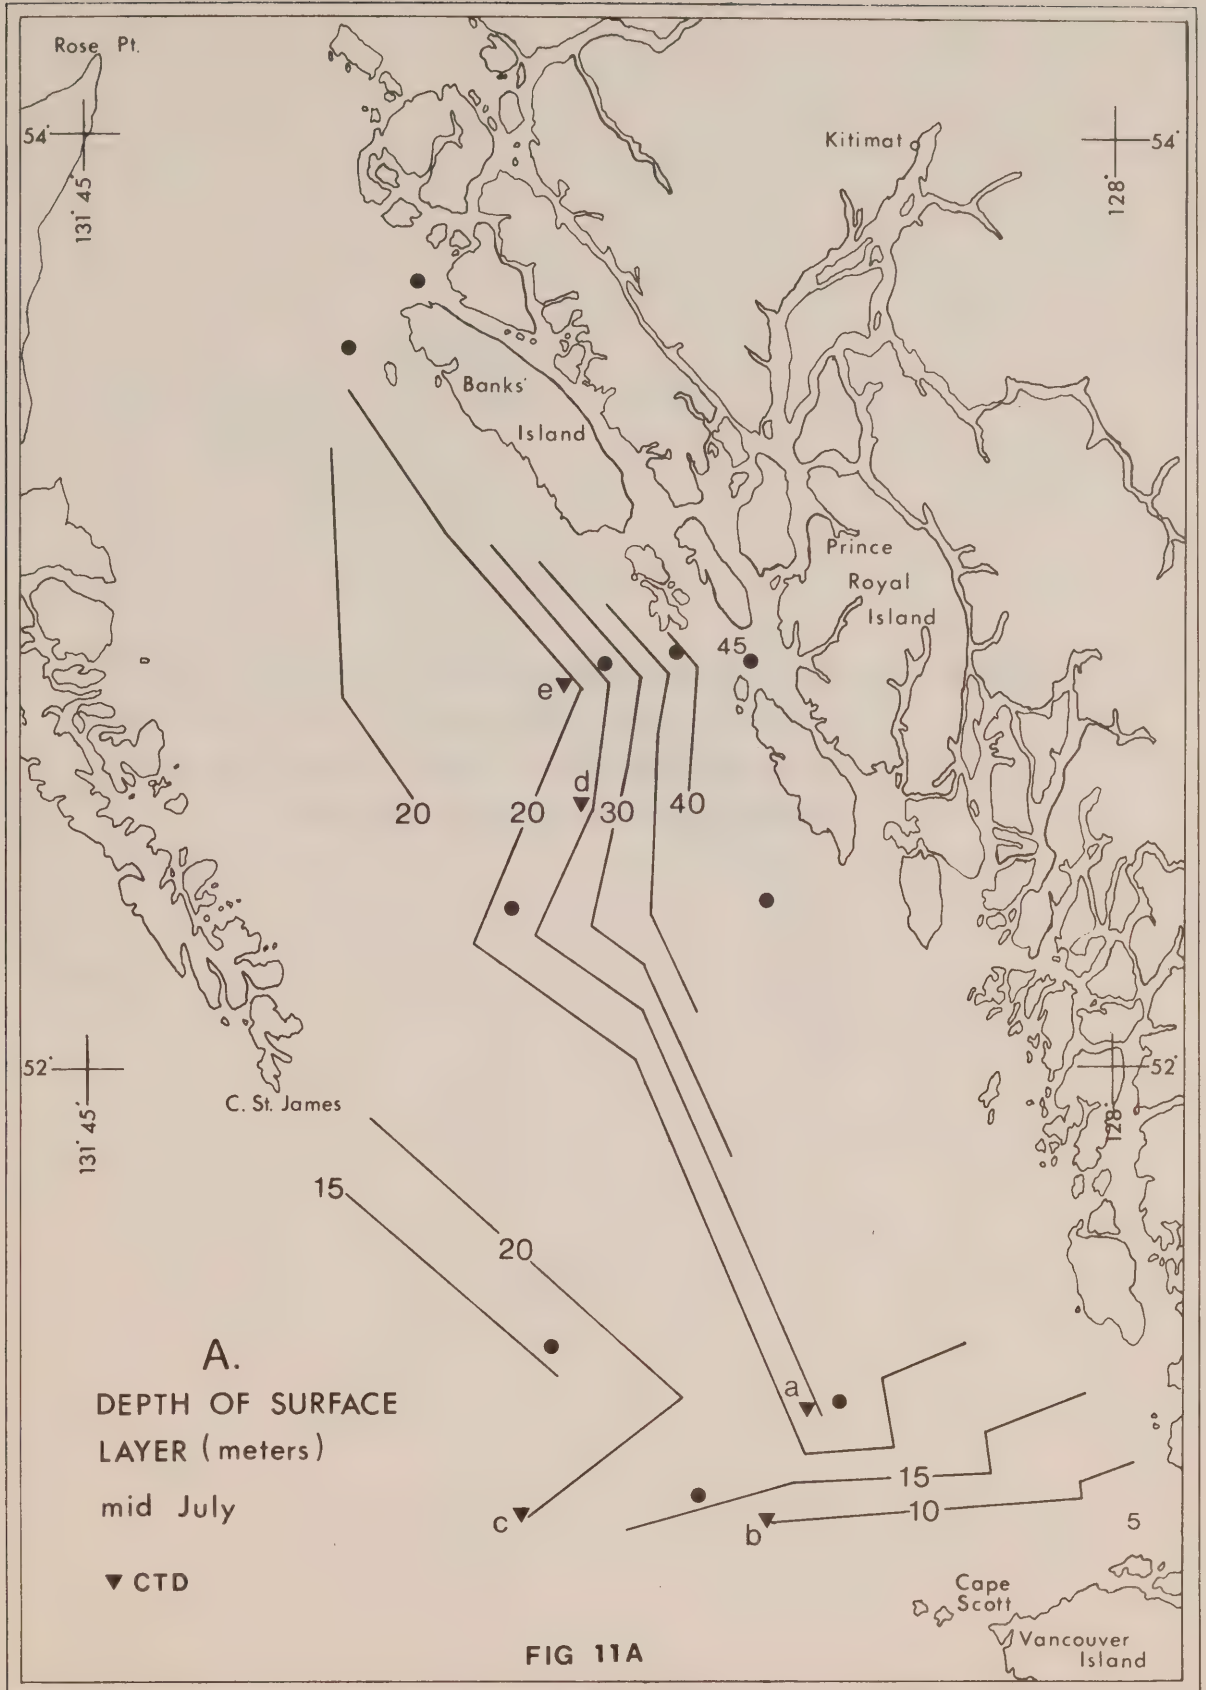 Rose Pt.
54°
131° 45'
Kitimat
54°
128°
Banks
Island
Prince
Royal
Island
45
e
d
20
20
30
40
52°
131° 45'
C. St. James
52°
128°
15
20
A.
DEPTH OF SURFACE
LAYER (meters)
mid July
▼ CTD
a
15
c
b
10
5
Cape
Scott
Vancouver
Island
FIG 11A